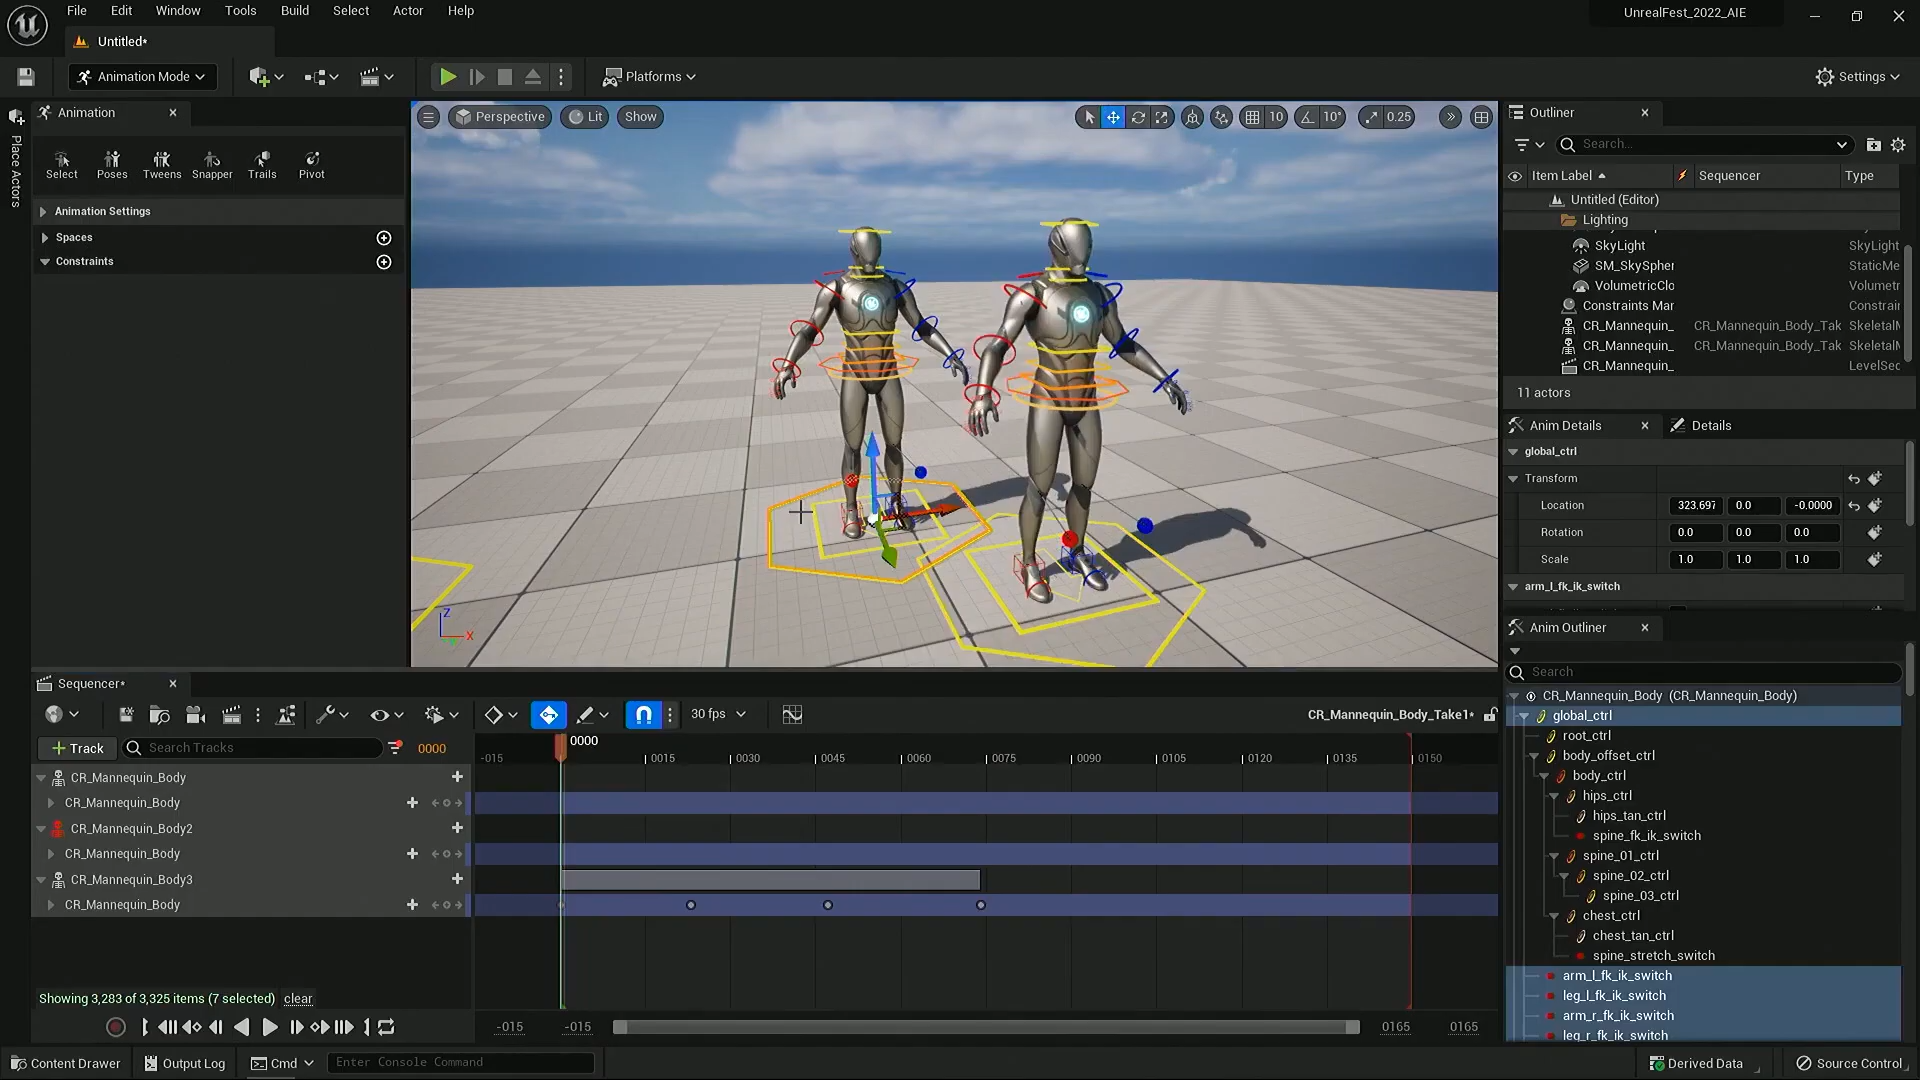 File Edit Window Tools Build Select Actor Help
UnrealFest_2022_AIE
Untitled*
Animation Mode
Platforms
Settings
Place Actors
Animation
Select Poses Tweens Snapper Trails Pivot
Animation Settings
Spaces
Constraints
Perspective Lit Show
10 10° 0.25
Z
X
Outliner
Search...
Item Label Sequencer Type
Untitled (Editor)
Lighting
SkyLight SkyLight
SM_SkySpher StaticMe
VolumetricClo Volumetr
Constraints Mar Constrair
CR_Mannequin_ CR_Mannequin_Body_Tak SkeletalM
CR_Mannequin_ CR_Mannequin_Body_Tak SkeletalM
CR_Mannequin_ LevelSec
11 actors
Anim Details Details
global_ctrl
Transform
Location 323.697 0.0 -0.0000
Rotation 0.0 0.0 0.0
Scale 1.0 1.0 1.0
arm_l_fk_ik_switch
Anim Outliner
Search
CR_Mannequin_Body (CR_Mannequin_Body)
global_ctrl
root_ctrl
body_offset_ctrl
body_ctrl
hips_ctrl
hips_tan_ctrl
spine_fk_ik_switch
spine_01_ctrl
spine_02_ctrl
spine_03_ctrl
chest_ctrl
chest_tan_ctrl
spine_stretch_switch
arm_l_fk_ik_switch
leg_l_fk_ik_switch
arm_r_fk_ik_switch
leg_r_fk_ik_switch
Sequencer*
30 fps
CR_Mannequin_Body_Take1*
+ Track
Search Tracks
0000
0000
-015 0015 0030 0045 0060 0075 0090 0105 0120 0135 0150
CR_Mannequin_Body
CR_Mannequin_Body
CR_Mannequin_Body2
CR_Mannequin_Body
CR_Mannequin_Body3
CR_Mannequin_Body
Showing 3,283 of 3,325 items (7 selected) clear
-015 -015 0165 0165
Content Drawer Output Log Cmd Enter Console Command
Derived Data Source Control